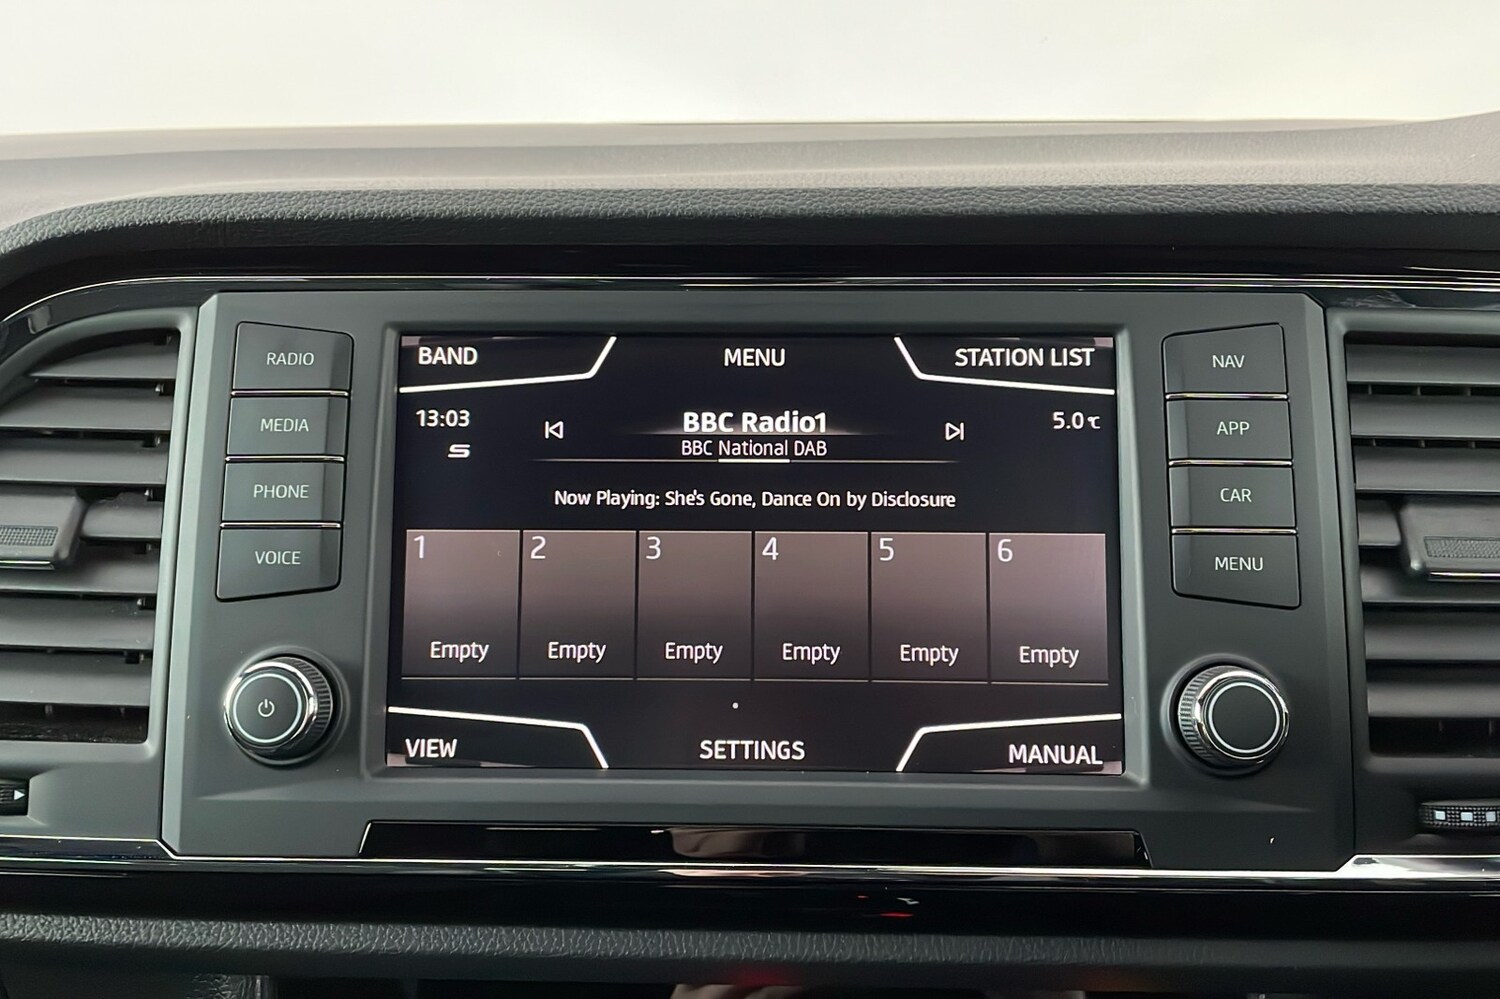 RADIO
MEDIA
PHONE
VOICE
BAND MENU STATION LIST
13:03 BBC Radio1 5.0°C
BBC National DAB
Now Playing: She's Gone, Dance On by Disclosure
1 2 3 4 5 6
Empty Empty Empty Empty Empty Empty
VIEW SETTINGS MANUAL
NAV
APP
CAR
MENU